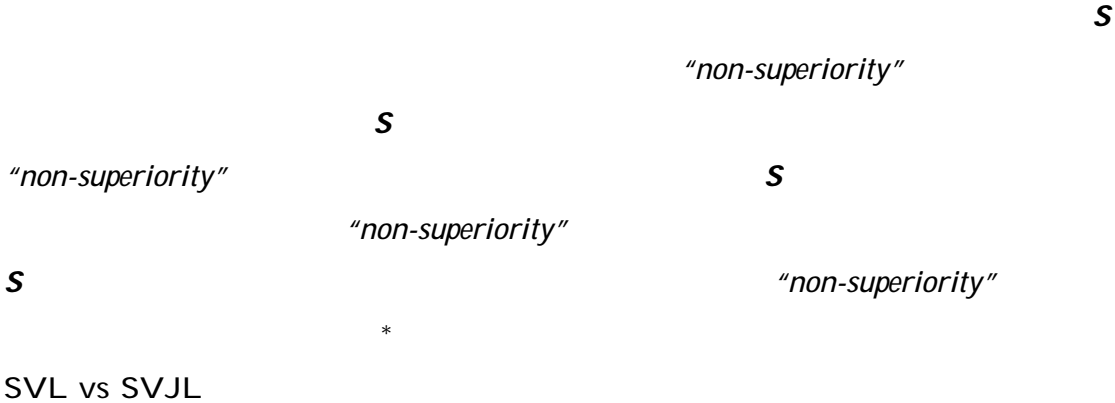 S
“non-superiority”
S
“non-superiority” S
“non-superiority”
S “non-superiority”
*
SVL vs SVJL